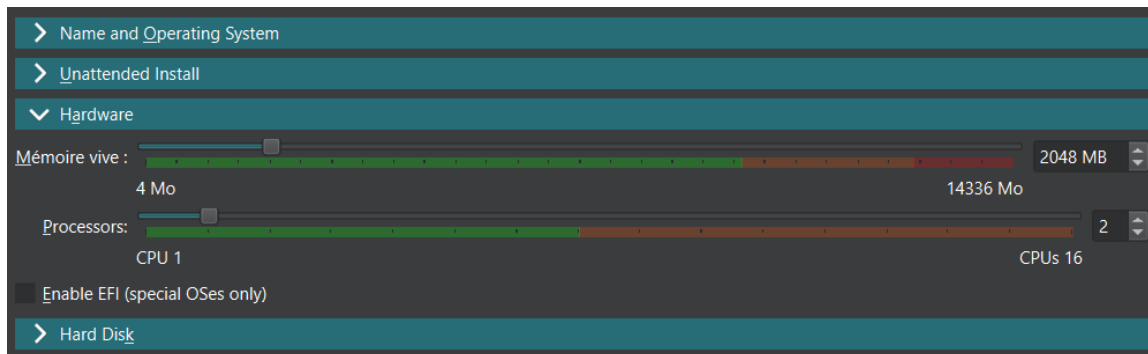 Name and Operating System
Unattended Install
Hardware
Mémoire vive : 2048 MB
4 Mo 14336 Mo
Processors: 2
CPU 1 CPUs 16
Enable EFI (special OSes only)
Hard Disk